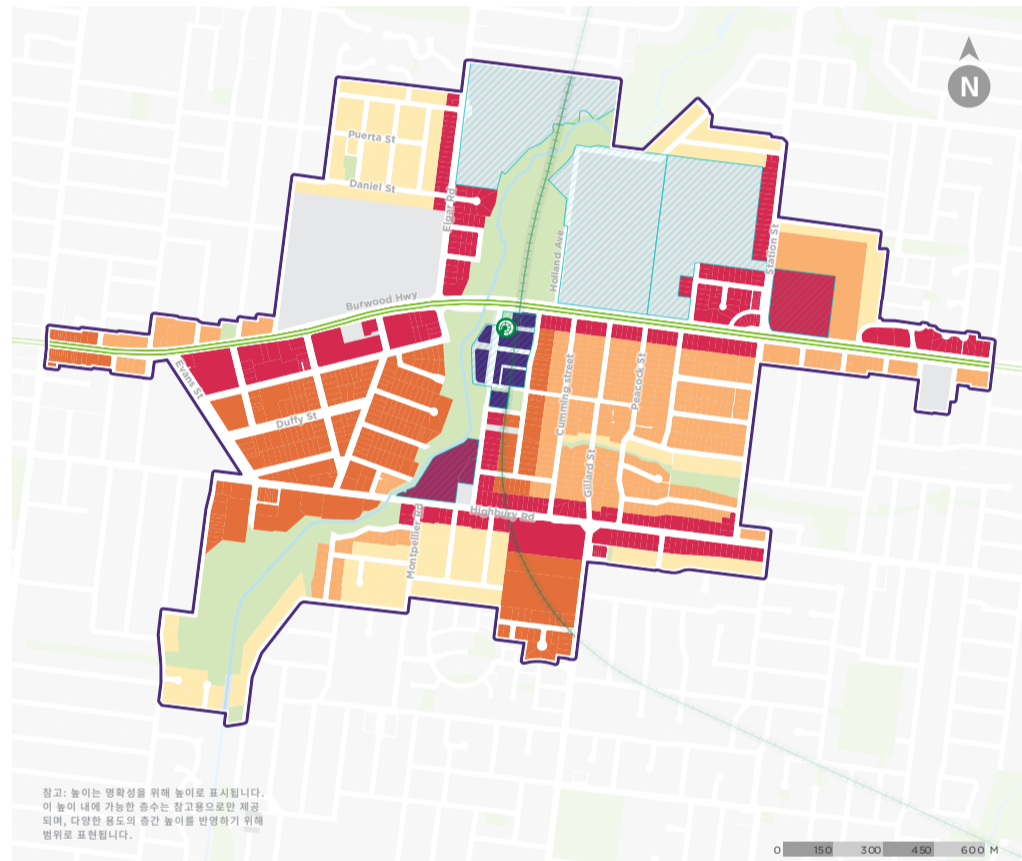 N
Puerta St
Daniel St
Elgar Rd
Holland Ave
Station St
Burwood Hwy
Evans St
Duffy St
Cumming street
Peacock St
Gillard St
Highbury Rd
Montpellier Rd
참고: 높이는 명확성을 위해 높이로 표시됩니다.
이 높이 내에 가능한 층수는 참고용으로만 제공
되며, 다양한 용도의 층간 높이를 반영하기 위해
범위로 표현됩니다.
0 150 300 450 600 M